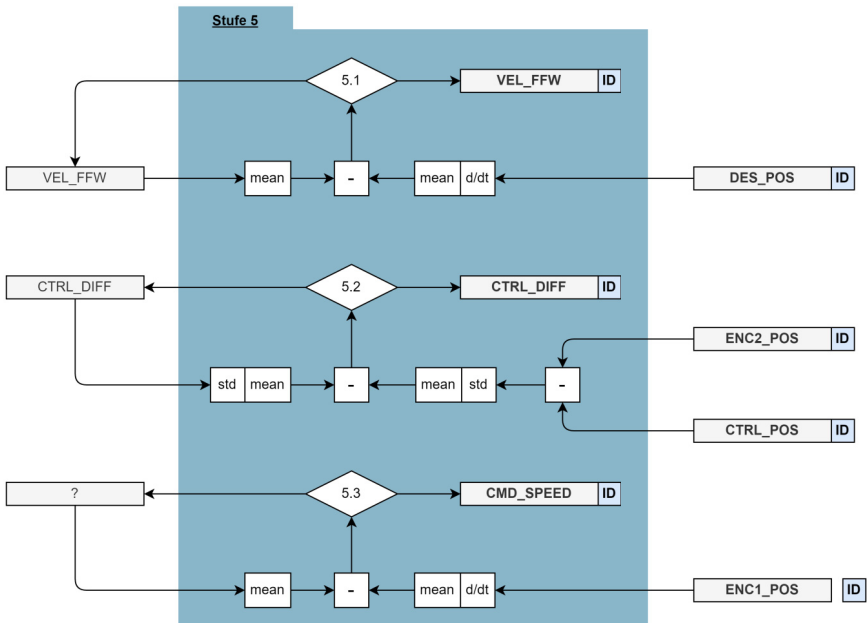 Stufe 5
5.1
VEL_FFW ID
VEL_FFW
mean
-
mean d/dt
DES_POS ID
CTRL_DIFF
5.2
CTRL_DIFF ID
ENC2_POS ID
std mean
-
mean std
-
CTRL_POS ID
?
5.3
CMD_SPEED ID
mean
-
mean d/dt
ENC1_POS ID